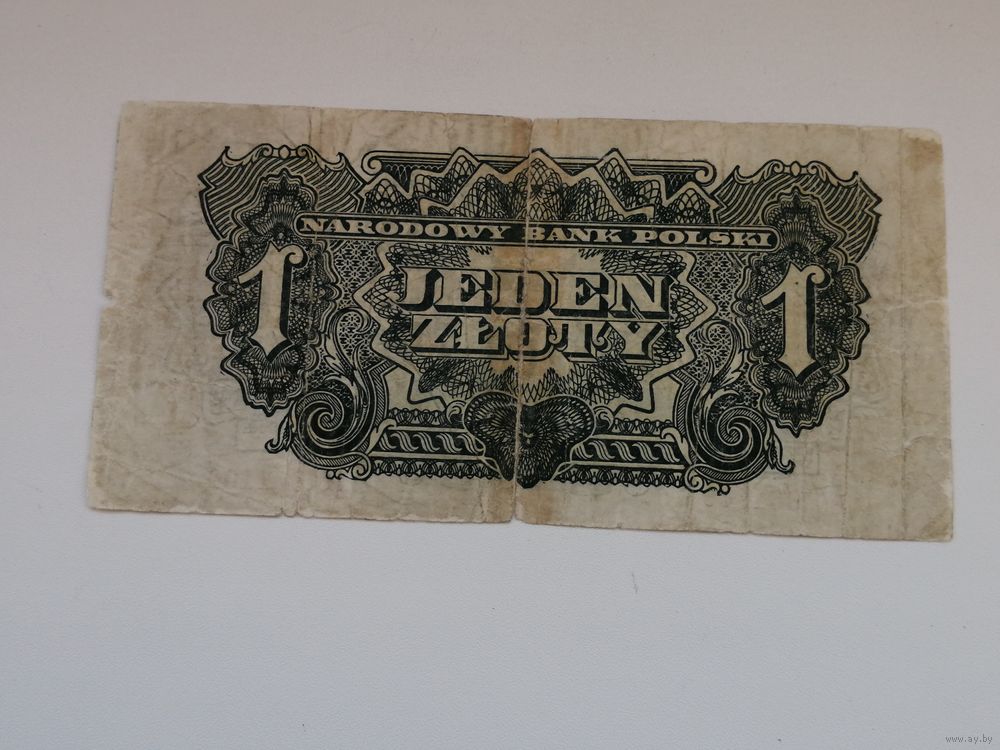 NARODOWY BANK POLSKI
1 JEDEN 1
ZŁOTY
www.ay.by